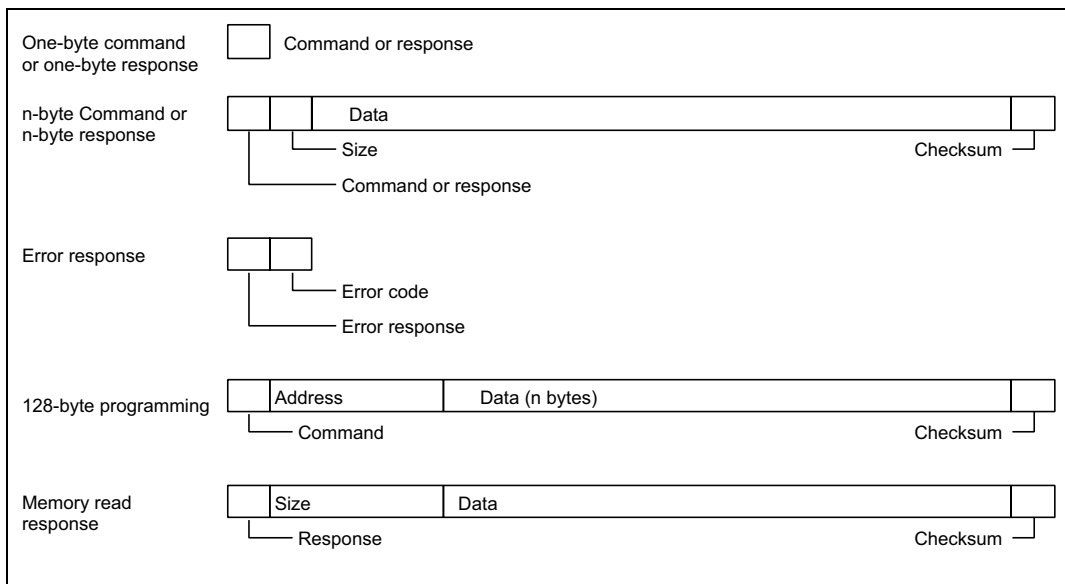 One-byte command
or one-byte response
Command or response
n-byte Command or
n-byte response
Data
Size
Checksum
Command or response
Error response
Error code
Error response
128-byte programming
Address
Data (n bytes)
Command
Checksum
Memory read
response
Size
Data
Response
Checksum